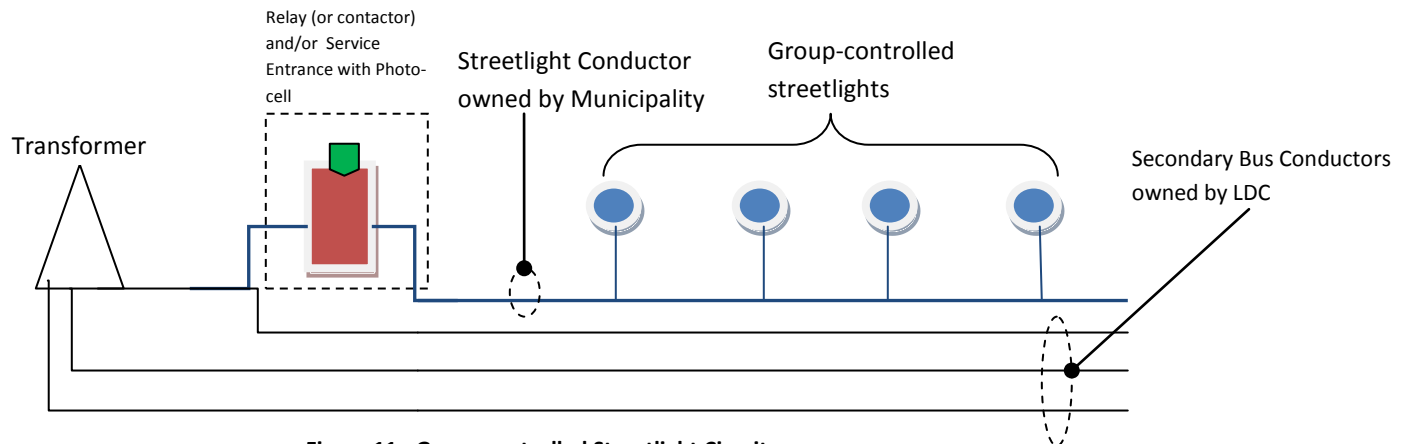 Relay (or contactor)
and/or Service
Entrance with Photo-
cell
Streetlight Conductor
owned by Municipality
Group-controlled
streetlights
Transformer
Secondary Bus Conductors
owned by LDC